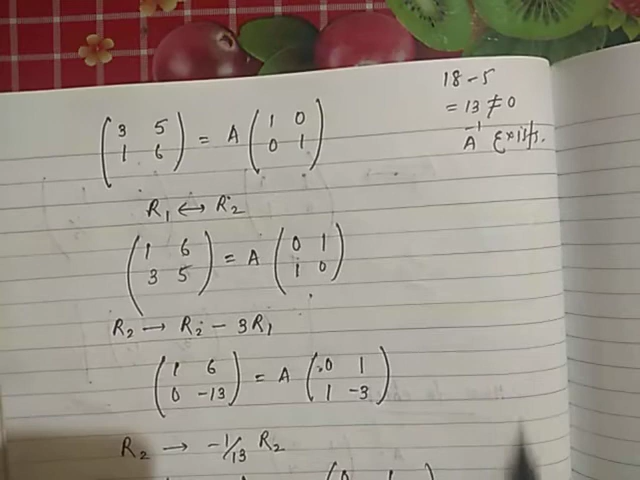 18 - 5
= 13 ≠ 0
A⁻¹ Exists.
(3 5
1 6) = A (1 0
0 1)
R₁ ↔ R₂
(1 6
3 5) = A (0 1
1 0)
R₂ → R₂ - 3R₁
(1 6
0 -13) = A (0 1
1 -3)
R₂ → -1/13 R₂